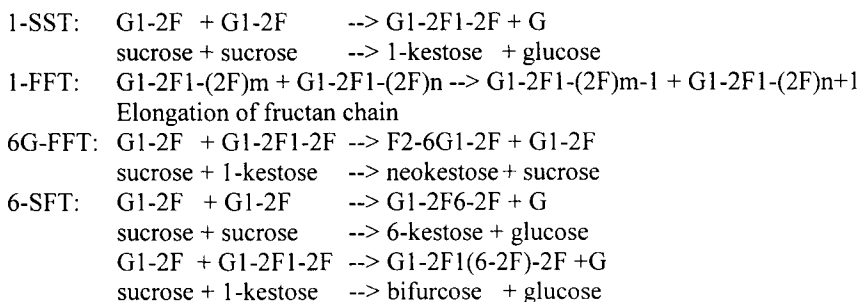 1-SST: G1-2F + G1-2F --> G1-2F1-2F + G
sucrose + sucrose --> 1-kestose + glucose
1-FFT: G1-2F1-(2F)m + G1-2F1-(2F)n --> G1-2F1-(2F)m-1 + G1-2F1-(2F)n+1
Elongation of fructan chain
6G-FFT: G1-2F + G1-2F1-2F --> F2-6G1-2F + G1-2F
sucrose + 1-kestose --> neokestose + sucrose
6-SFT: G1-2F + G1-2F --> G1-2F6-2F + G
sucrose + sucrose --> 6-kestose + glucose
G1-2F + G1-2F1-2F --> G1-2F1(6-2F)-2F +G
sucrose + 1-kestose --> bifurcose + glucose